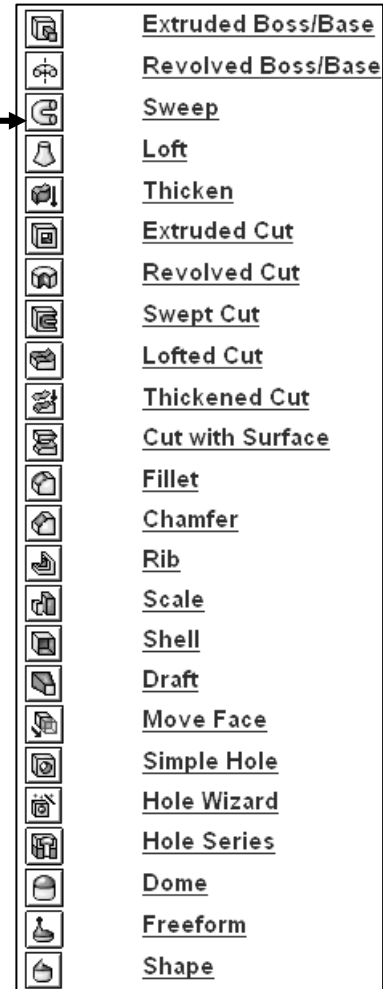 Extruded Boss/Base
Revolved Boss/Base
Sweep
Loft
Thicken
Extruded Cut
Revolved Cut
Swept Cut
Lofted Cut
Thickened Cut
Cut with Surface
Fillet
Chamfer
Rib
Scale
Shell
Draft
Move Face
Simple Hole
Hole Wizard
Hole Series
Dome
Freeform
Shape